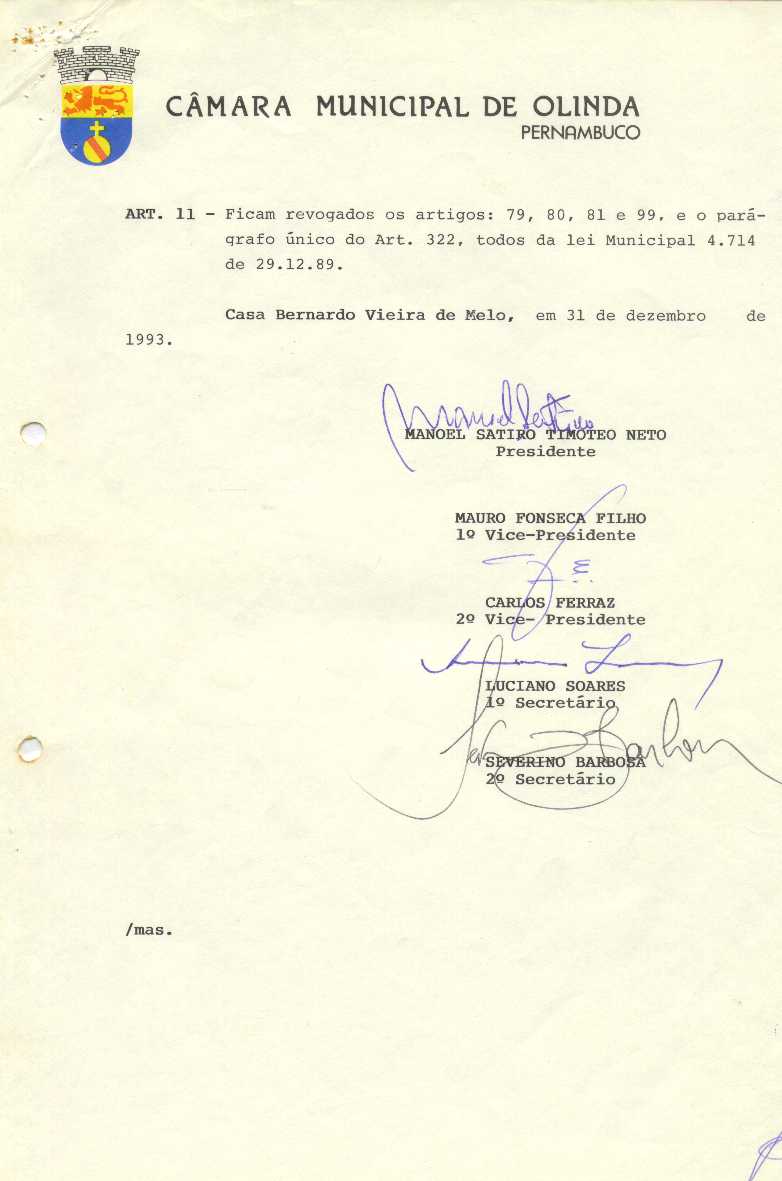 CÂMARA MUNICIPAL DE OLINDA
PERNAMBUCO
ART. 11 - Ficam revogados os artigos: 79, 80, 81 e 99, e o pará-
grafo único do Art. 322, todos da lei Municipal 4.714
de 29.12.89.
Casa Bernardo Vieira de Melo, em 31 de dezembro de
1993.
MANOEL SATIRO TIMOTEO NETO
Presidente
MAURO FONSECA FILHO
1º Vice-Presidente
CARLOS FERRAZ
2º Vice- Presidente
LUCIANO SOARES
1º Secretário
SEVERINO BARBOSA
2º Secretário
/mas.